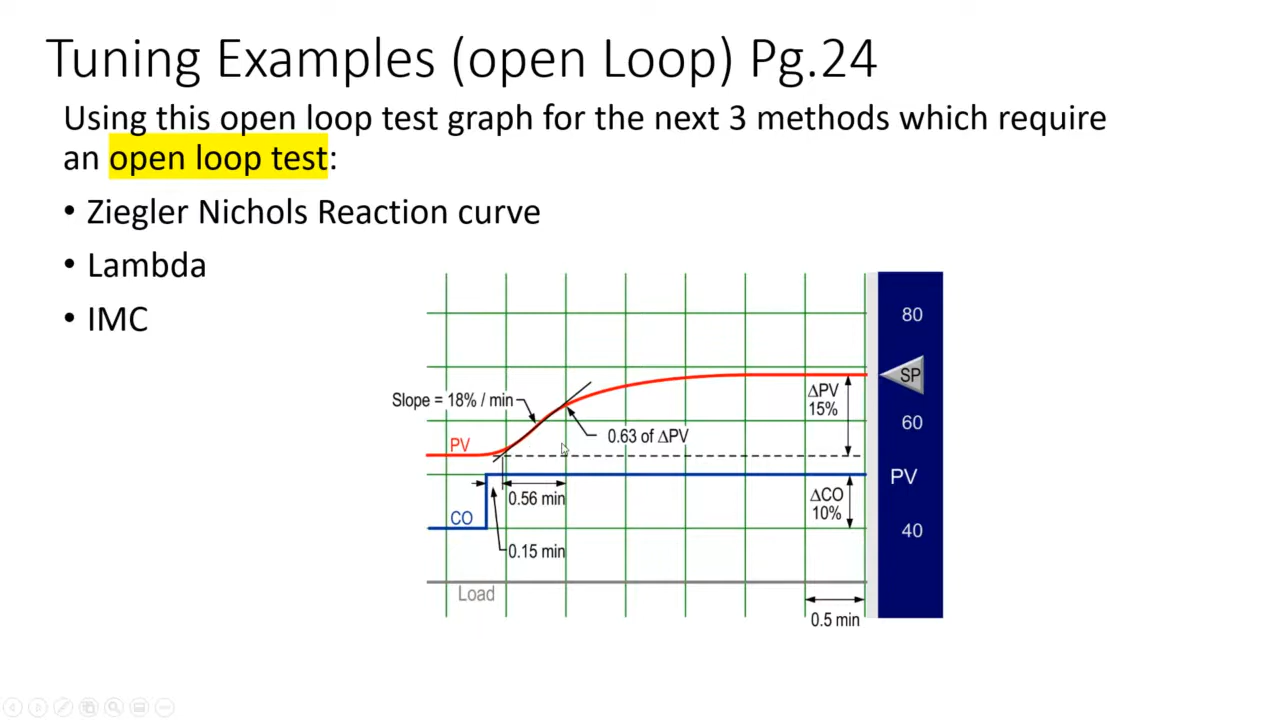 Tuning Examples (open Loop) Pg.24
Using this open loop test graph for the next 3 methods which require
an open loop test:
• Ziegler Nichols Reaction curve
• Lambda
• IMC
80
SP
ΔPV
15%
Slope = 18% / min
60
0.63 of ΔPV
PV
PV
0.56 min
ΔCO
10%
CO
40
0.15 min
Load
0.5 min